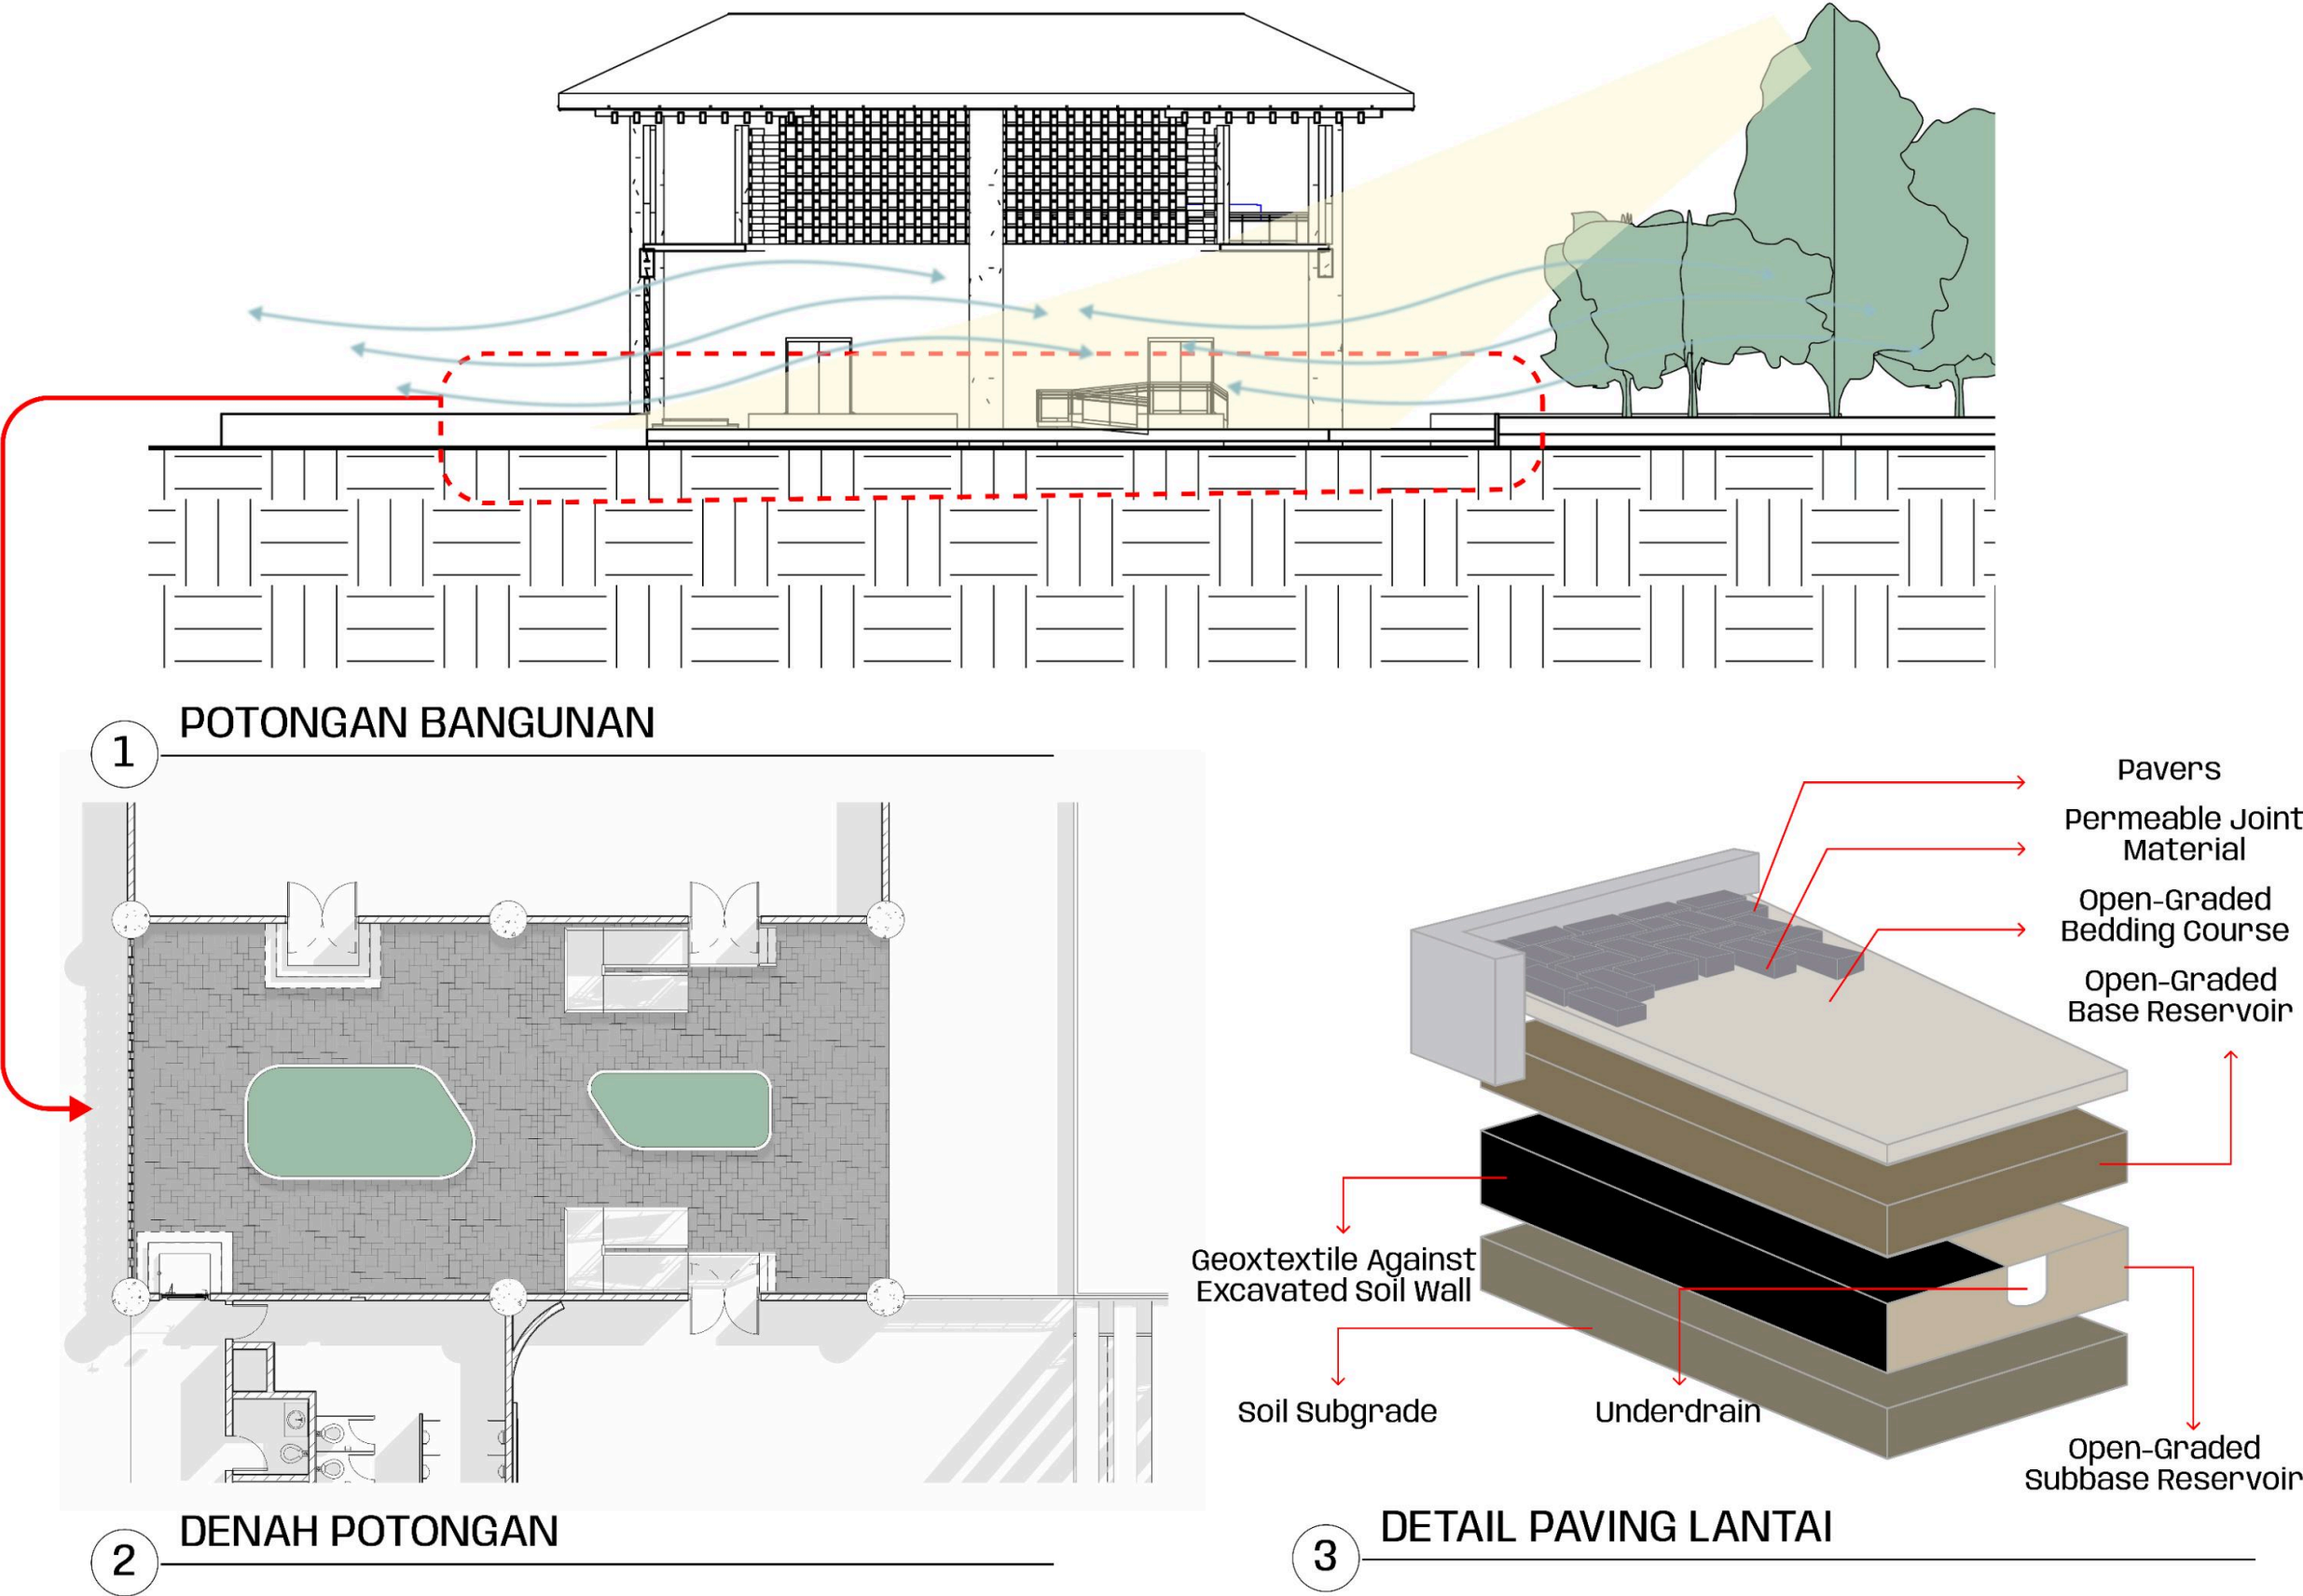 1
POTONGAN BANGUNAN
2
DENAH POTONGAN
Pavers
Permeable Joint
Material
Open-Graded
Bedding Course
Open-Graded
Base Reservoir
Geoxtextile Against
Excavated Soil Wall
Soil Subgrade
Underdrain
Open-Graded
Subbase Reservoir
3
DETAIL PAVING LANTAI